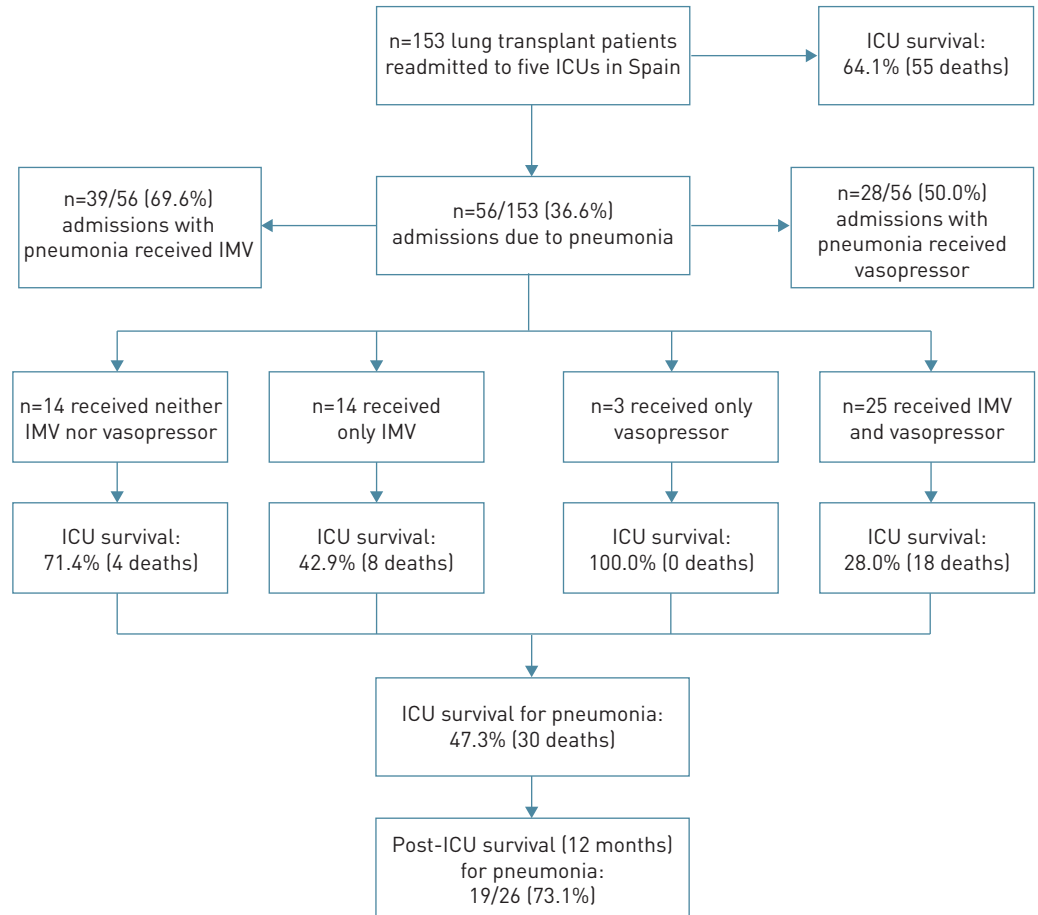 n=153 lung transplant patients
readmitted to five ICUs in Spain
ICU survival:
64.1% (55 deaths)
n=39/56 (69.6%)
admissions with
pneumonia received IMV
n=56/153 (36.6%)
admissions due to pneumonia
n=28/56 (50.0%)
admissions with
pneumonia received
vasopressor
n=14 received neither
IMV nor vasopressor
n=14 received
only IMV
n=3 received only
vasopressor
n=25 received IMV
and vasopressor
ICU survival:
71.4% (4 deaths)
ICU survival:
42.9% (8 deaths)
ICU survival:
100.0% (0 deaths)
ICU survival:
28.0% (18 deaths)
ICU survival for pneumonia:
47.3% (30 deaths)
Post-ICU survival (12 months)
for pneumonia:
19/26 (73.1%)